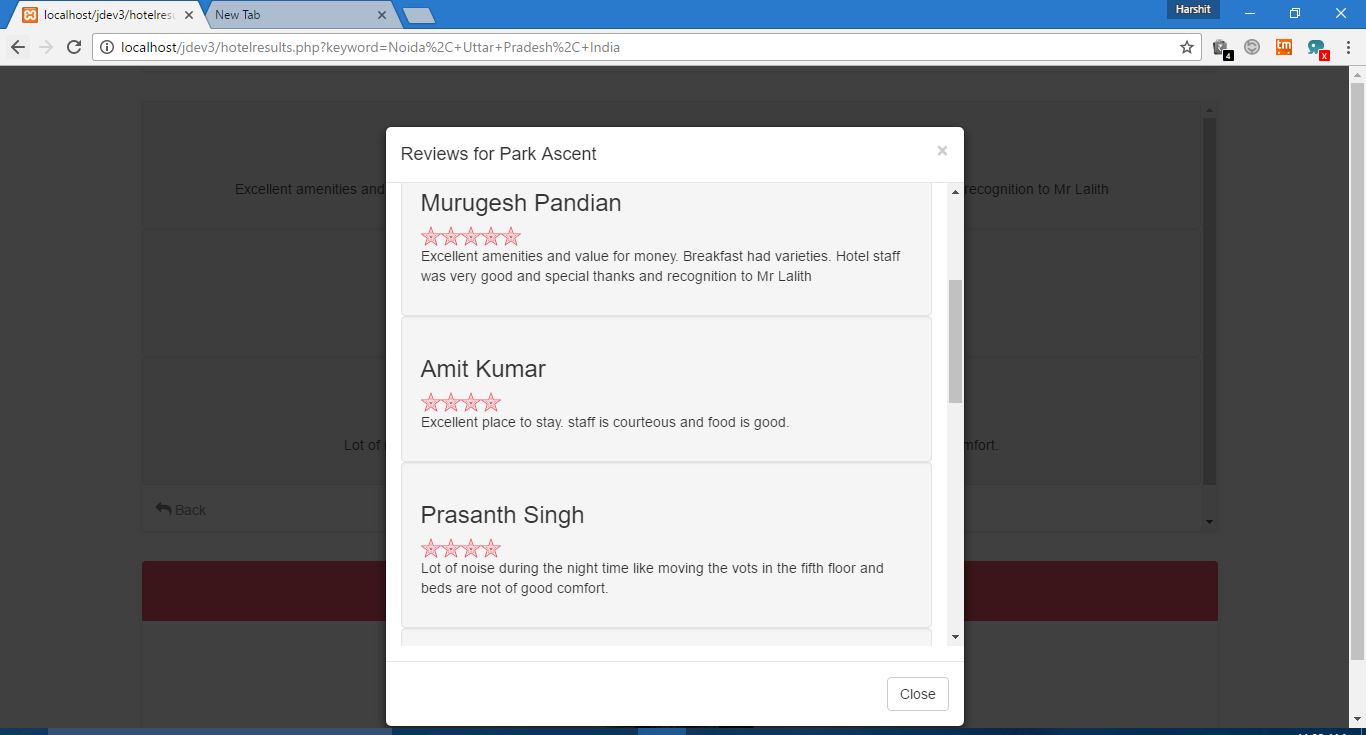 localhost/jdev3/hotelresu
New Tab
Harshit
localhost/jdev3/hotelresults.php?keyword=Noida%2C+Uttar+Pradesh%2C+India
4
tm
x
Reviews for Park Ascent
×
Excellent amenities and
recognition to Mr Lalith
Murugesh Pandian
Excellent amenities and value for money. Breakfast had varieties. Hotel staff
was very good and special thanks and recognition to Mr Lalith
Amit Kumar
Excellent place to stay. staff is courteous and food is good.
Lot of
mfort.
Back
Prasanth Singh
Lot of noise during the night time like moving the vots in the fifth floor and
beds are not of good comfort.
Close